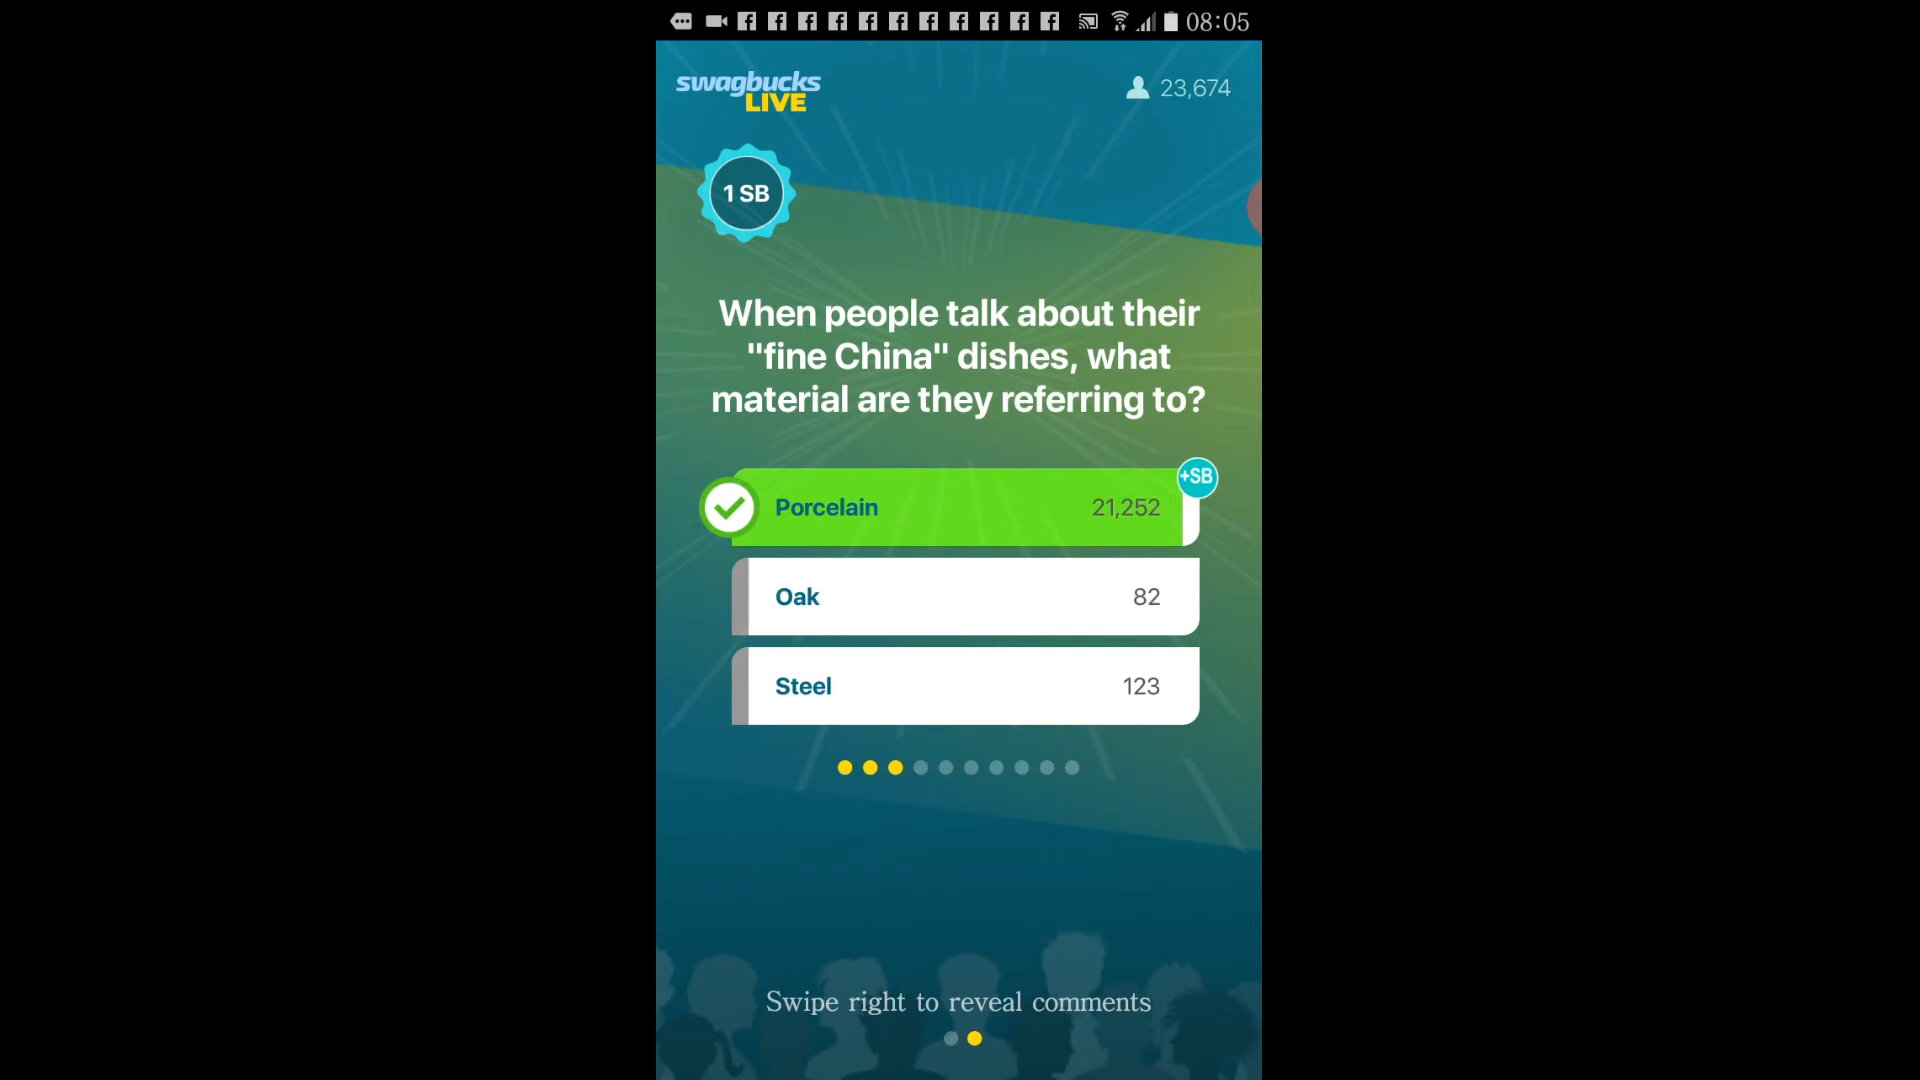 08:05
swagbucks
LIVE
23,674
1 SB
When people talk about their
"fine China" dishes, what
material are they referring to?
+SB
Porcelain 21,252
Oak 82
Steel 123
Swipe right to reveal comments